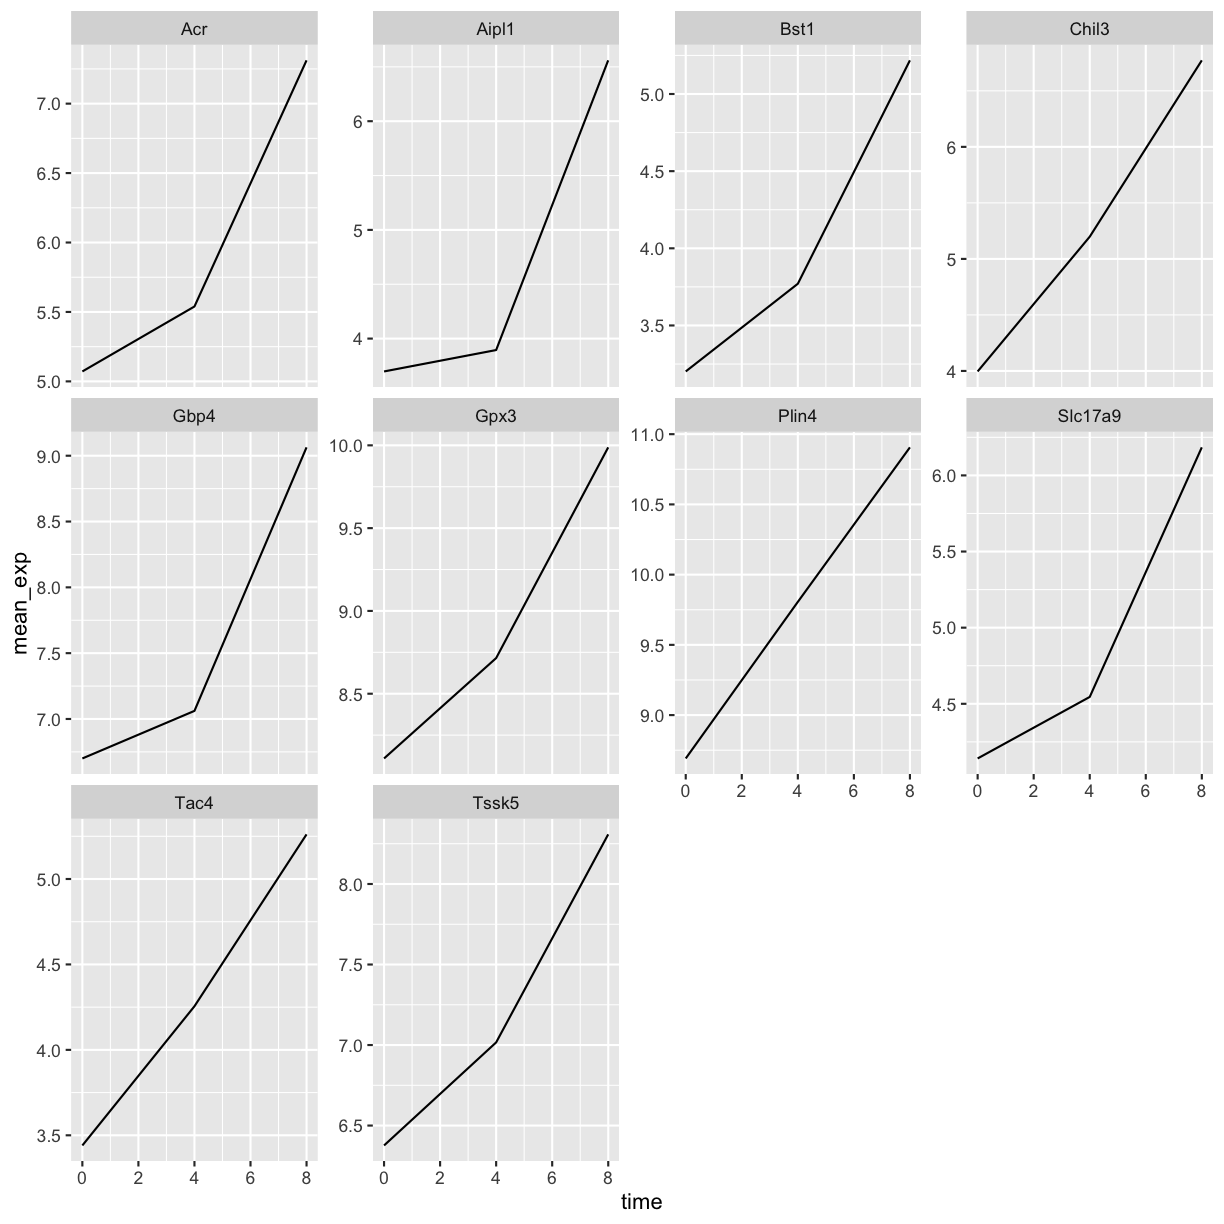 Acr Aipl1 Bst1 Chil3
7.0 6 5.0 6
6.5 4.5
6.0 5 4.0 5
5.5 3.5
5.0 4 4
Gbp4 Gpx3 Plin4 Slc17a9
9.0 10.0 11.0 6.0
8.5 9.5 10.5 5.5
8.0 9.0 10.0 5.0
7.5 8.5 9.5 4.5
7.0 9.0
0 2 4 6 8 0 2 4 6 8
mean_exp
Tac4 Tssk5
5.0 8.0
4.5 7.5
4.0 7.0
3.5 6.5
0 2 4 6 8 0 2 4 6 8
time